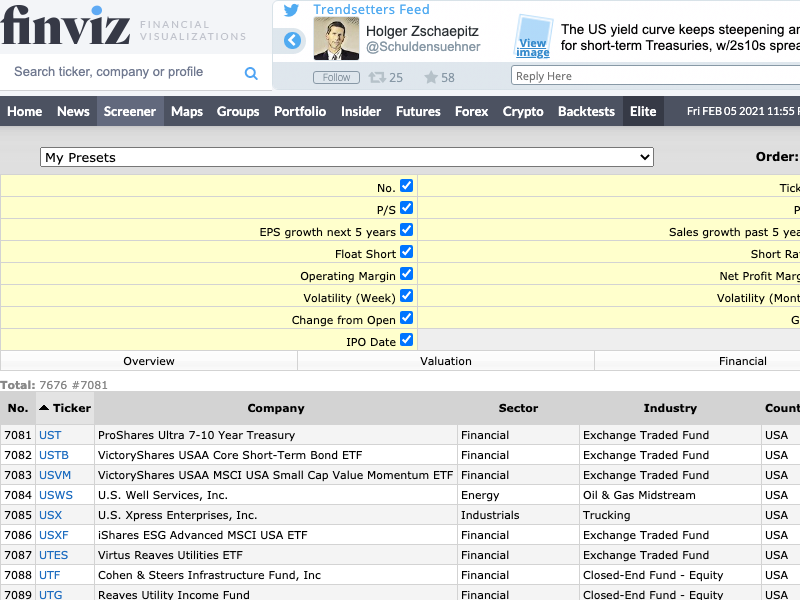 finviz FINANCIAL VISUALIZATIONS
Trendsetters Feed
Holger Zschaepitz
@Schuldensuehner
Follow 25 58
View image
The US yield curve keeps steepening
for short-term Treasuries, w/2s10s
Reply Here
Search ticker, company or profile
Home News Screener Maps Groups Portfolio Insider Futures Forex Crypto Backtests Elite Fri FEB 05 2021 11:55
My Presets Order:
No.
P/S
EPS growth next 5 years Sales growth past 5
Float Short Short
Operating Margin Net Profit
Volatility (Week) Volatility
Change from Open
IPO Date
Overview Valuation Financial
Total: 7676 #7081
No. Ticker Company Sector Industry
7081 UST ProShares Ultra 7-10 Year Treasury Financial Exchange Traded Fund USA
7082 USTB VictoryShares USAA Core Short-Term Bond ETF Financial Exchange Traded Fund USA
7083 USVM VictoryShares USAA MSCI USA Small Cap Value Momentum ETF Financial Exchange Traded Fund USA
7084 USWS U.S. Well Services, Inc. Energy Oil & Gas Midstream USA
7085 USX U.S. Xpress Enterprises, Inc. Industrials Trucking USA
7086 USXF iShares ESG Advanced MSCI USA ETF Financial Exchange Traded Fund USA
7087 UTES Virtus Reaves Utilities ETF Financial Exchange Traded Fund USA
7088 UTF Cohen & Steers Infrastructure Fund, Inc Financial Closed-End Fund - Equity USA
7089 UTG Reaves Utility Income Fund Financial Closed-End Fund - Equity USA